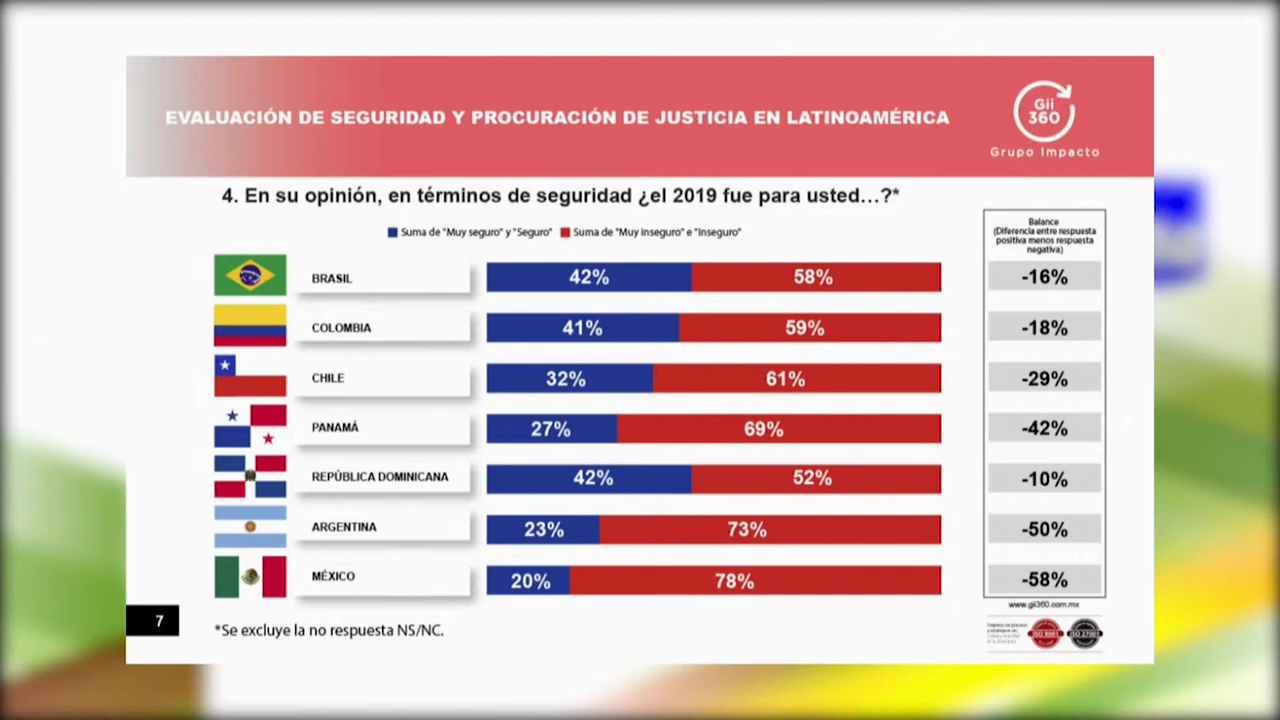 EVALUACIÓN DE SEGURIDAD Y PROCURACIÓN DE JUSTICIA EN LATINOAMÉRICA
Gii
360
Grupo Impacto
4. En su opinión, en términos de seguridad ¿el 2019 fue para usted…?*
Suma de "Muy seguro" y "Seguro" Suma de "Muy inseguro" e "Inseguro"
Balance
(Diferencia entre respuesta
positiva menos respuesta
negativa)
BRASIL 42% 58% -16%
COLOMBIA 41% 59% -18%
CHILE 32% 61% -29%
PANAMÁ 27% 69% -42%
REPÚBLICA DOMINICANA 42% 52% -10%
ARGENTINA 23% 73% -50%
MÉXICO 20% 78% -58%
www.gii360.com.mx
7
*Se excluye la no respuesta NS/NC.
ISO 9001 ISO 27001